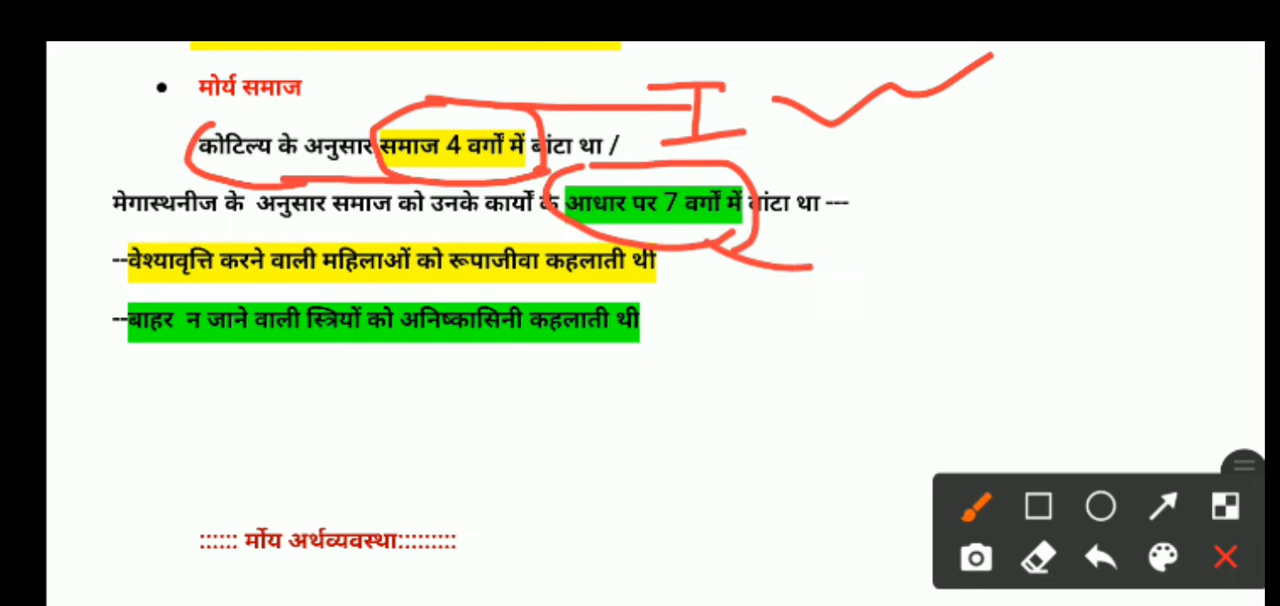 • मोर्य समाज
कोटिल्य के अनुसार समाज 4 वर्गों में बांटा था /
मेगास्थनीज के अनुसार समाज को उनके कार्यों के आधार पर 7 वर्गों में बांटा था ---
--वेश्यावृत्ति करने वाली महिलाओं को रूपाजीवा कहलाती थी
--बाहर न जाने वाली स्त्रियों को अनिष्कासिनी कहलाती थी
:::::: र्मोय अर्थव्यवस्था:::::::::